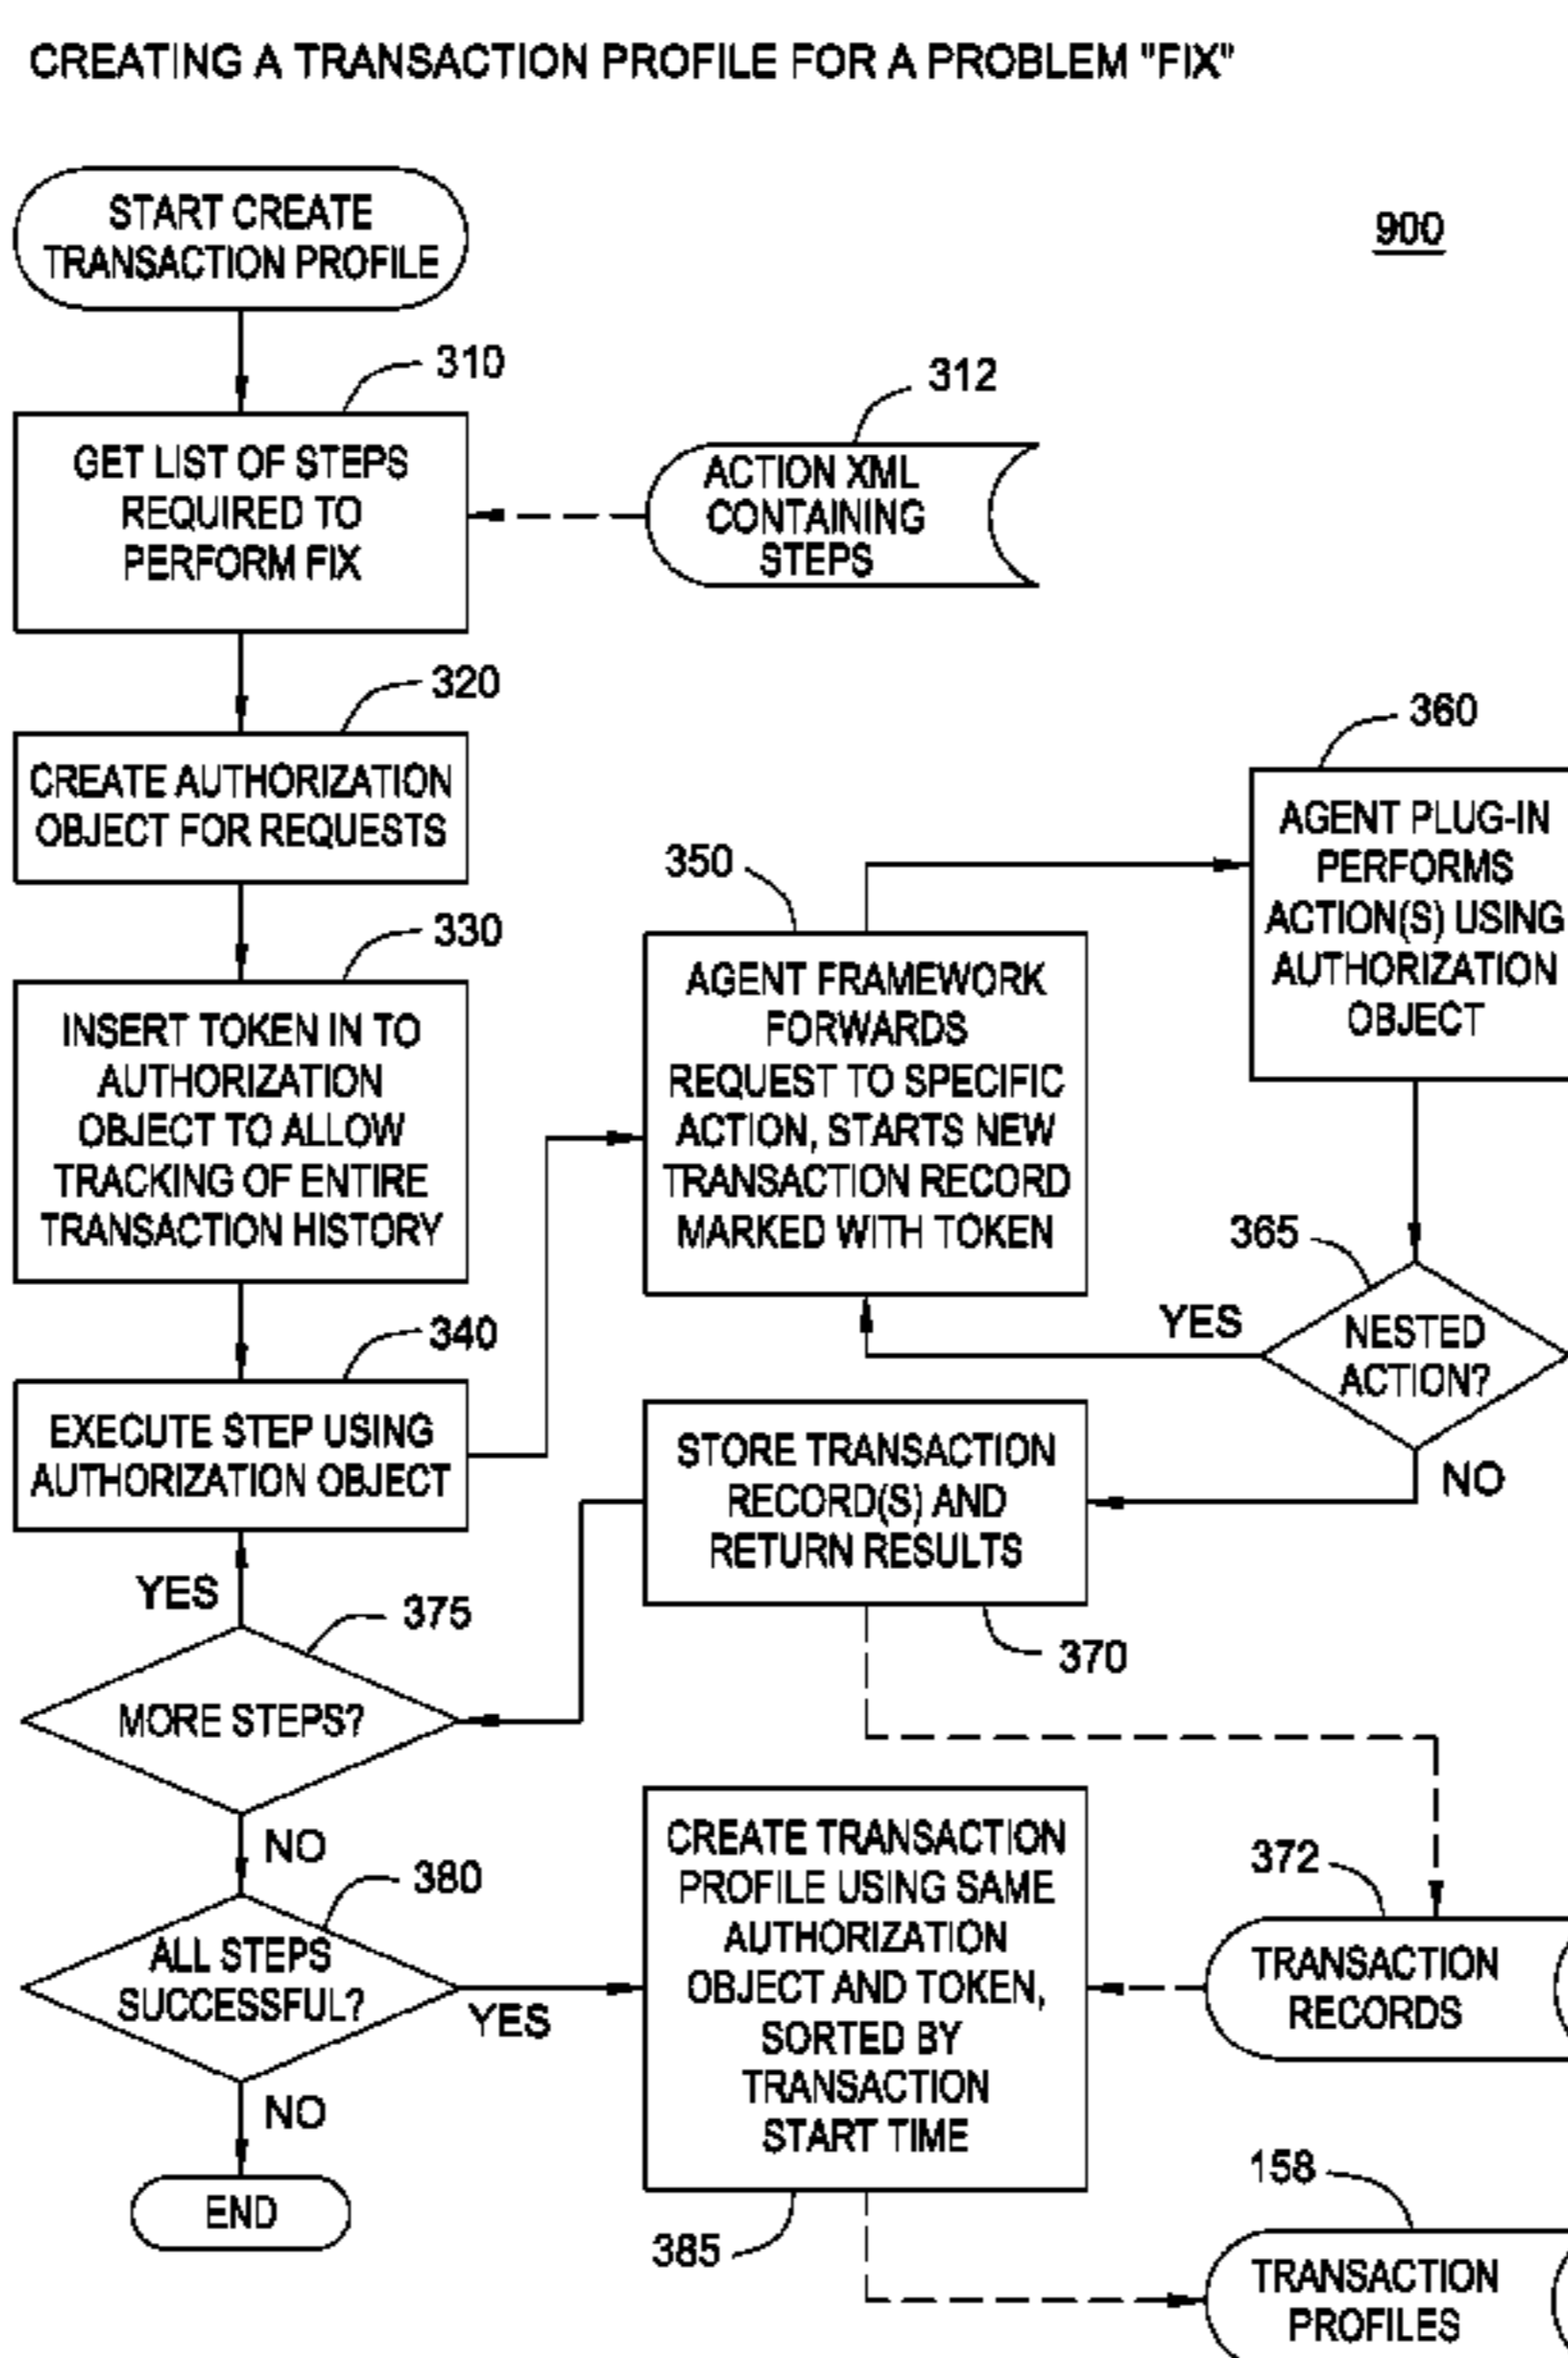 CREATING A TRANSACTION PROFILE FOR A PROBLEM "FIX"
START CREATE
TRANSACTION PROFILE
900
310
GET LIST OF STEPS
REQUIRED TO
PERFORM FIX
312
ACTION XML
CONTAINING
STEPS
320
CREATE AUTHORIZATION
OBJECT FOR REQUESTS
330
INSERT TOKEN IN TO
AUTHORIZATION
OBJECT TO ALLOW
TRACKING OF ENTIRE
TRANSACTION HISTORY
340
EXECUTE STEP USING
AUTHORIZATION OBJECT
350
AGENT FRAMEWORK
FORWARDS
REQUEST TO SPECIFIC
ACTION, STARTS NEW
TRANSACTION RECORD
MARKED WITH TOKEN
360
AGENT PLUG-IN
PERFORMS
ACTION(S) USING
AUTHORIZATION
OBJECT
365
NESTED
ACTION?
YES
NO
STORE TRANSACTION
RECORD(S) AND
RETURN RESULTS
370
YES
375
MORE STEPS?
NO
380
ALL STEPS
SUCCESSFUL?
YES
NO
END
CREATE TRANSACTION
PROFILE USING SAME
AUTHORIZATION
OBJECT AND TOKEN,
SORTED BY
TRANSACTION
START TIME
385
372
TRANSACTION
RECORDS
158
TRANSACTION
PROFILES